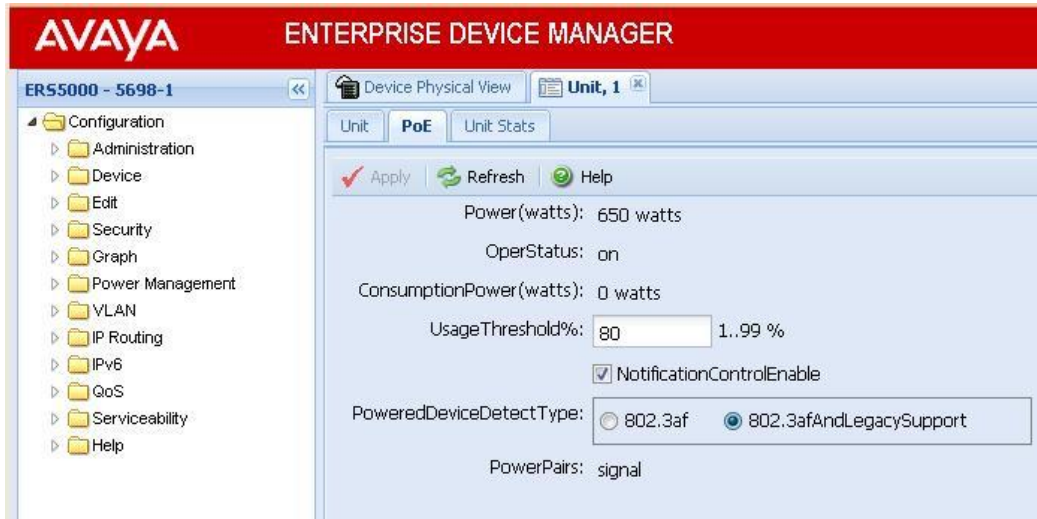 AVAYA ENTERPRISE DEVICE MANAGER
ERS5000 - 5698-1
Configuration
Administration
Device
Edit
Security
Graph
Power Management
VLAN
IP Routing
IPv6
QoS
Serviceability
Help
Device Physical View Unit, 1
Unit PoE Unit Stats
Apply Refresh Help
Power(watts): 650 watts
OperStatus: on
ConsumptionPower(watts): 0 watts
UsageThreshold%: 80 1..99 %
NotificationControlEnable
PoweredDeviceDetectType: 802.3af 802.3afAndLegacySupport
PowerPairs: signal